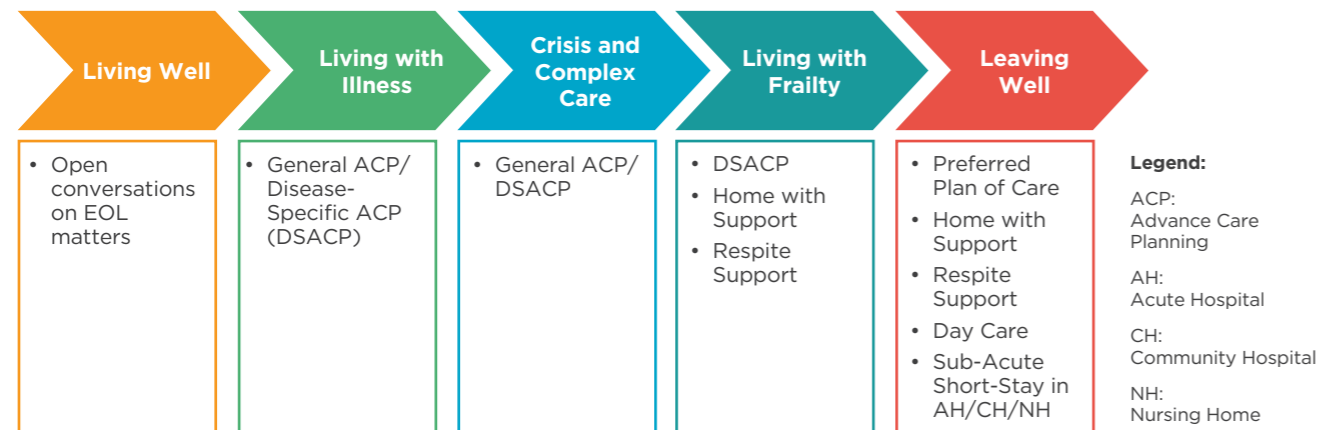 Living Well
Living with
Illness
Crisis and
Complex
Care
Living with
Frailty
Leaving
Well
• Open
conversations
on EOL
matters
• General ACP/
Disease-
Specific ACP
(DSACP)
• General ACP/
DSACP
• DSACP
• Home with
Support
• Respite
Support
• Preferred
Plan of Care
• Home with
Support
• Respite
Support
• Day Care
• Sub-Acute
Short-Stay in
AH/CH/NH
Legend:
ACP:
Advance Care
Planning
AH:
Acute Hospital
CH:
Community Hospital
NH:
Nursing Home